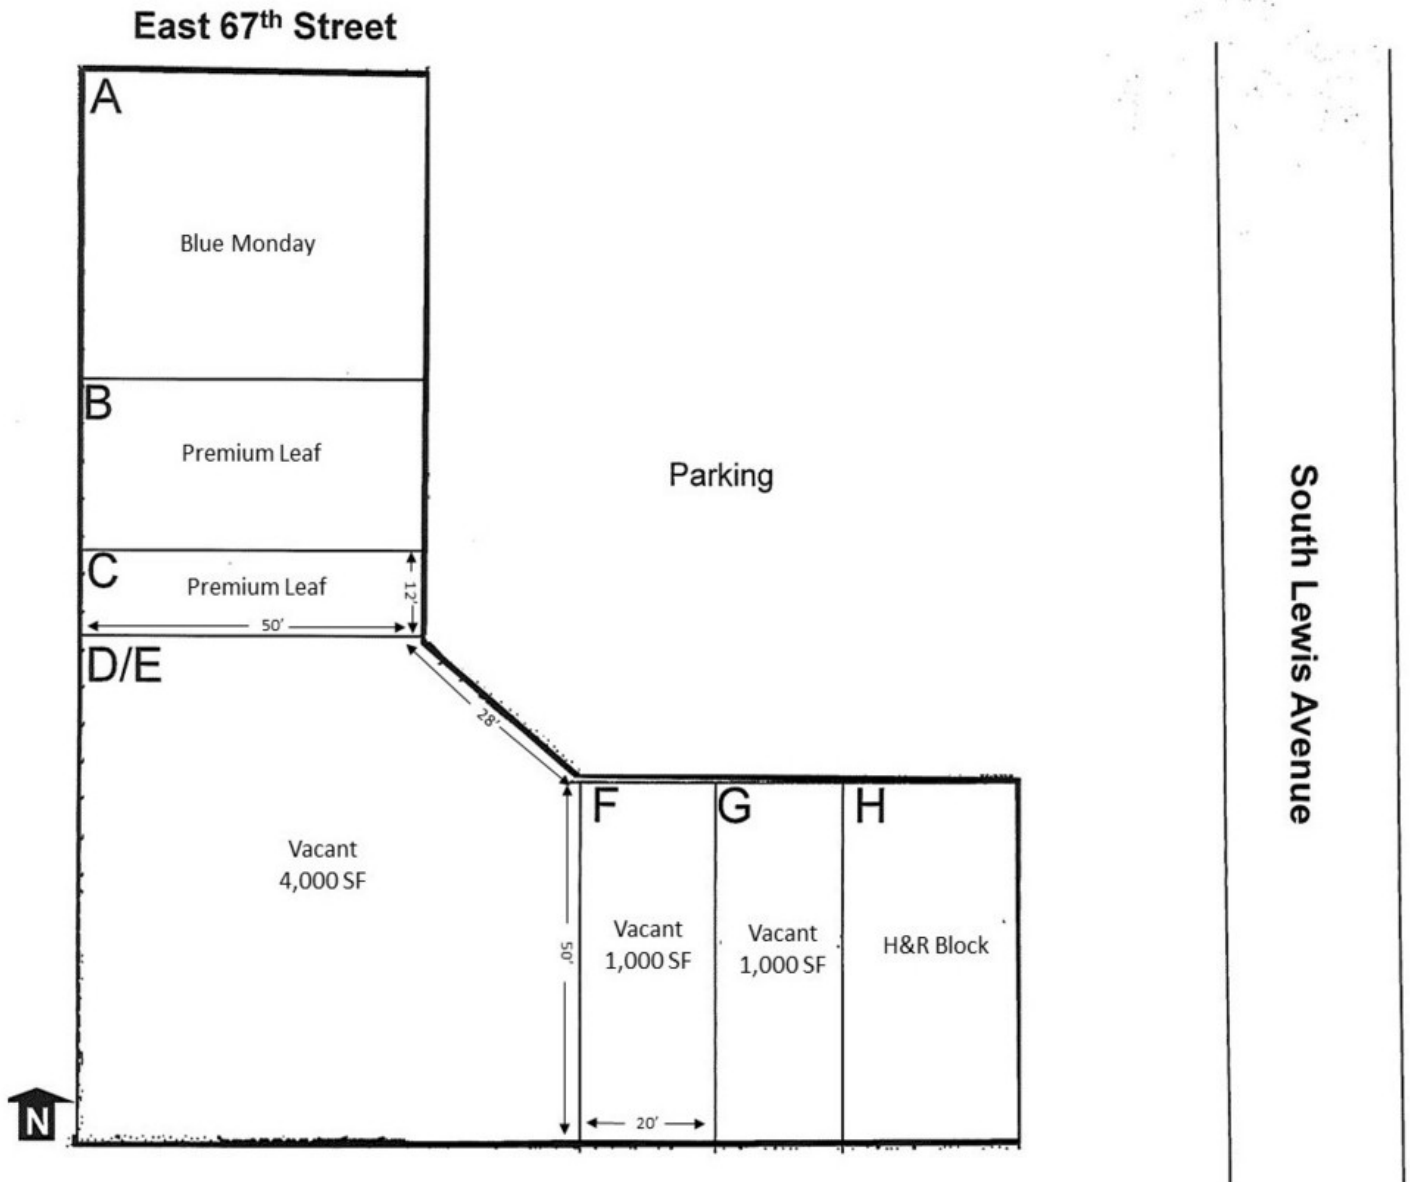 East 67th Street
A
Blue Monday
B
Premium Leaf
C
Premium Leaf
12'
50'
D/E
28'
Parking
South Lewis Avenue
Vacant
4,000 SF
50'
F
Vacant
1,000 SF
20'
G
Vacant
1,000 SF
H
H&R Block
N